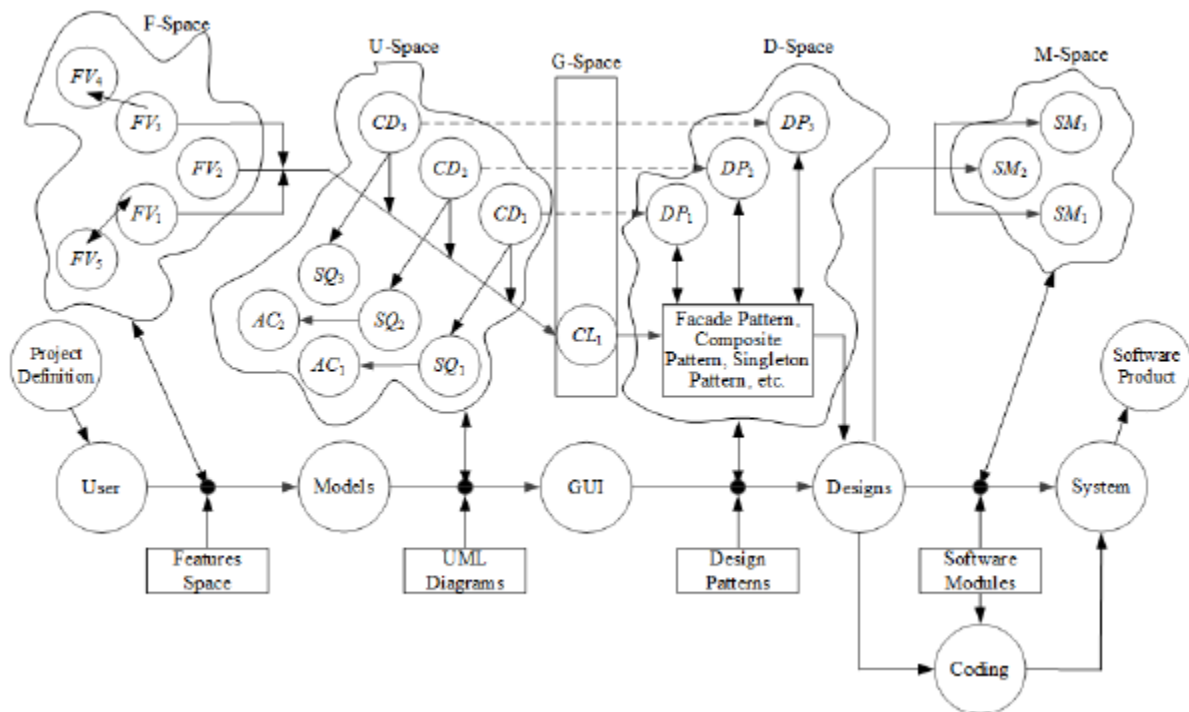 F-Space
U-Space
G-Space
D-Space
M-Space
FV₄
FV₃
FV₂
FV₁
FV₅
CD₃
CD₂
CD₁
SQ₃
SQ₂
SQ₁
AC₂
AC₁
CL₁
DP₃
DP₂
DP₁
Facade Pattern,
Composite
Pattern, Singleton
Pattern, etc.
SM₃
SM₂
SM₁
Project
Definition
Software
Product
User
Models
GUI
Designs
System
Features
Space
UML
Diagrams
Design
Patterns
Software
Modules
Coding